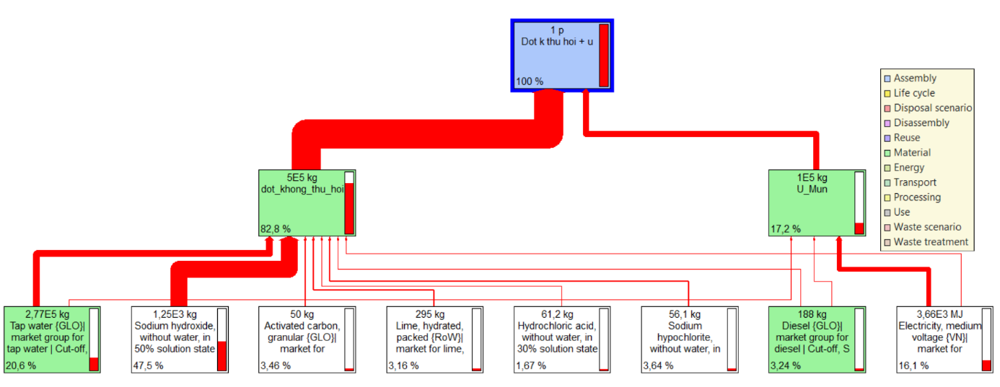 1 p
Dot k thu hoi + u
100 %
Assembly
Life cycle
Disposal scenario
Disassembly
Reuse
Material
Energy
Transport
Processing
Use
Waste scenario
Waste treatment
5E5 kg
dot_khong_thu_hoi
82,8 %
1E5 kg
U_Mun
17,2 %
2,77E5 kg
Tap water {GLO}|
market group for
tap water | Cut-off,
20,6 %
1,25E3 kg
Sodium hydroxide,
without water, in
50% solution state
47,5 %
50 kg
Activated carbon,
granular {GLO}|
market for
3,46 %
295 kg
Lime, hydrated,
packed {RoW}|
market for lime,
3,16 %
61,2 kg
Hydrochloric acid,
without water, in
30% solution state
1,67 %
56,1 kg
Sodium
hypochlorite,
without water, in
3,64 %
188 kg
Diesel {GLO}|
market group for
diesel | Cut-off, S
3,24 %
3,66E3 MJ
Electricity, medium
voltage {VN}|
market for
16,1 %